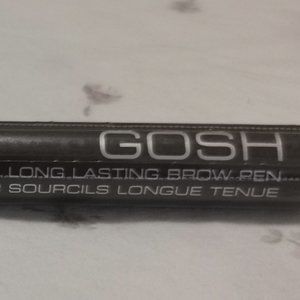 GOSH
LONG LASTING BROW PEN
SOURCILS LONGUE TENUE